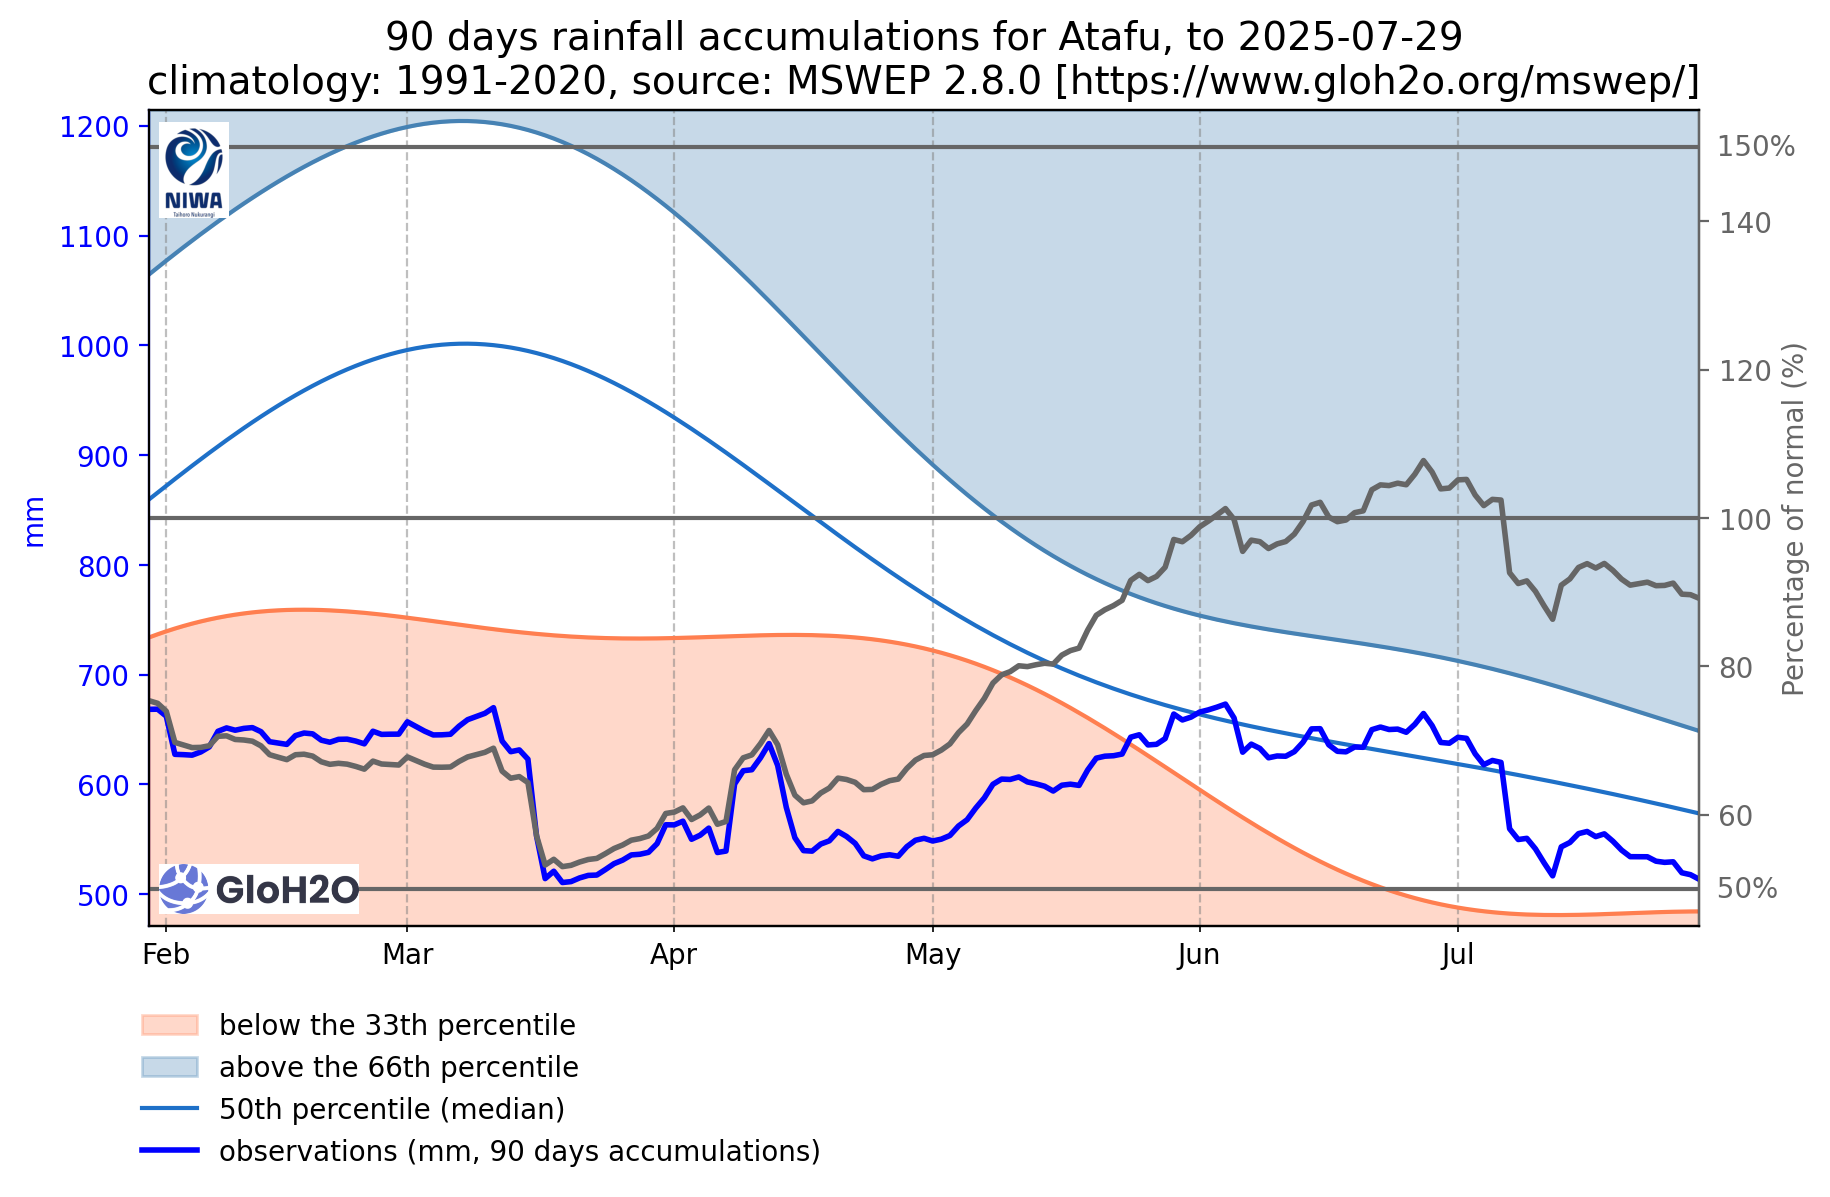 90 days rainfall accumulations for Atafu, to 2025-07-29
climatology: 1991-2020, source: MSWEP 2.8.0 [https://www.gloh2o.org/mswep/]
1200
1100
1000
900
800
700
600
500
mm
NIWA
Taihoro Nukurangi
GloH2O
150%
140
120
100
80
60
50%
Percentage of normal (%)
Feb
Mar
Apr
May
Jun
Jul
below the 33th percentile
above the 66th percentile
50th percentile (median)
observations (mm, 90 days accumulations)